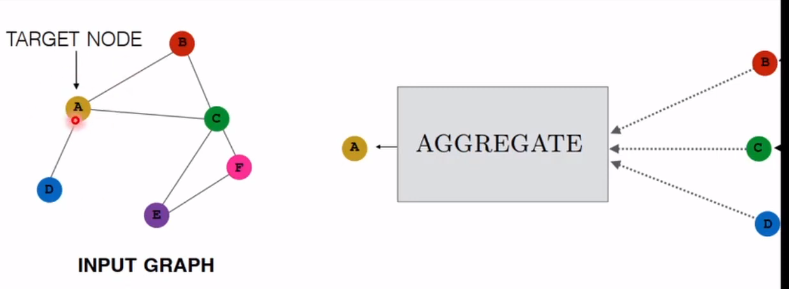 TARGET NODE
B
A
C
F
D
E
INPUT GRAPH
A
AGGREGATE
B
C
D